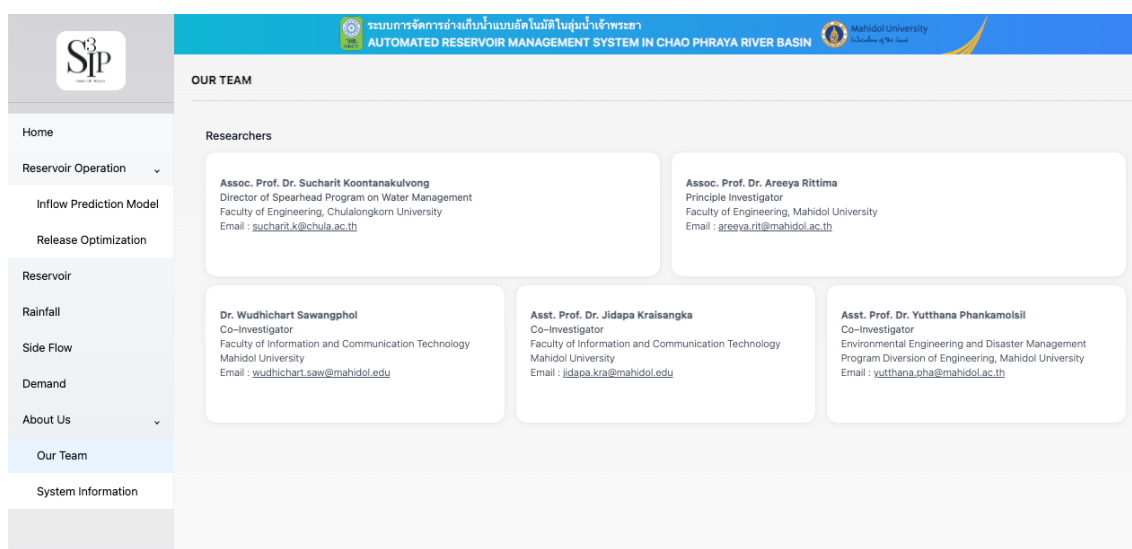 S3IP
ระบบการจัดการอ่างเก็บน้ำแบบอัตโนมัติในลุ่มน้ำเจ้าพระยา
AUTOMATED RESERVOIR MANAGEMENT SYSTEM IN CHAO PHRAYA RIVER BASIN
Mahidol University
Wisdom of the Land
OUR TEAM
Home
Reservoir Operation
Inflow Prediction Model
Release Optimization
Reservoir
Rainfall
Side Flow
Demand
About Us
Our Team
System Information
Researchers
Assoc. Prof. Dr. Sucharit Koontanakulvong
Director of Spearhead Program on Water Management
Faculty of Engineering, Chulalongkorn University
Email : sucharit.k@chula.ac.th
Assoc. Prof. Dr. Areeya Rittima
Principle Investigator
Faculty of Engineering, Mahidol University
Email : areeya.rit@mahidol.ac.th
Dr. Wudhichart Sawangphol
Co–Investigator
Faculty of Information and Communication Technology
Mahidol University
Email : wudhichart.saw@mahidol.edu
Asst. Prof. Dr. Jidapa Kraisangka
Co–Investigator
Faculty of Information and Communication Technology
Mahidol University
Email : jidapa.kra@mahidol.edu
Asst. Prof. Dr. Yutthana Phankamolsil
Co–Investigator
Environmental Engineering and Disaster Management
Program Diversion of Engineering, Mahidol University
Email : yutthana.pha@mahidol.ac.th